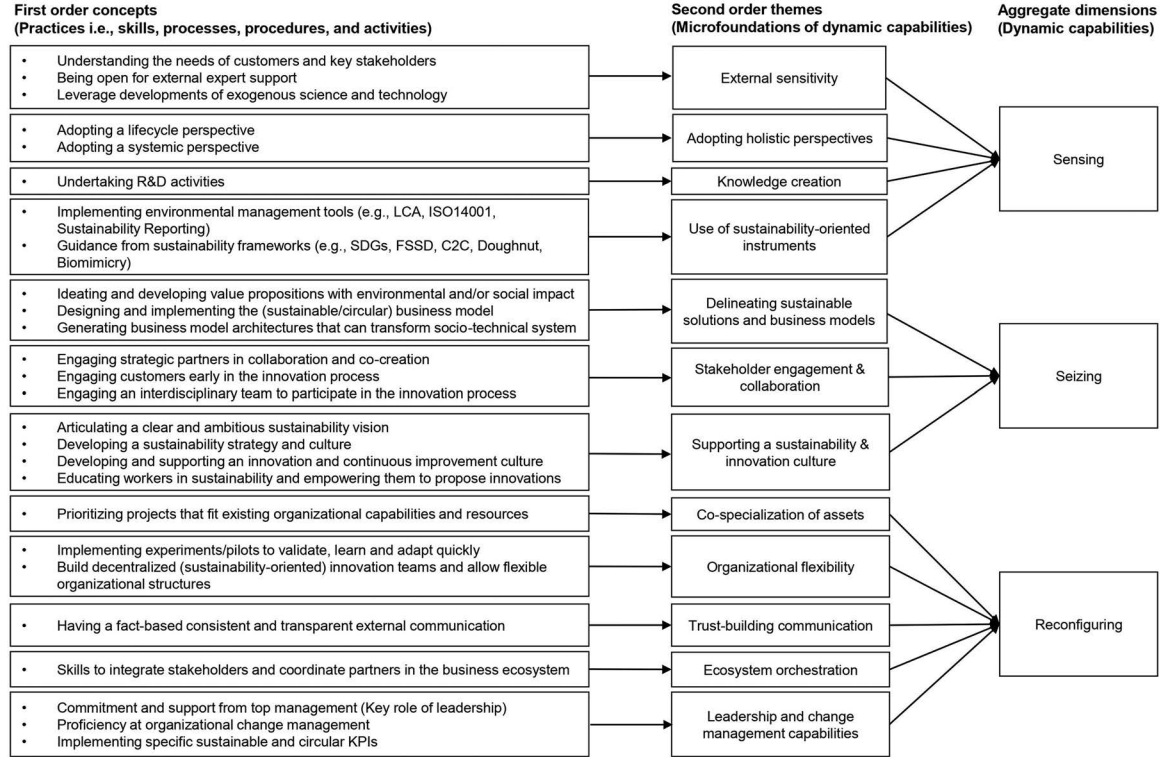 First order concepts
(Practices i.e., skills, processes, procedures, and activities)
Second order themes
(Microfoundations of dynamic capabilities)
Aggregate dimensions
(Dynamic capabilities)
• Understanding the needs of customers and key stakeholders
• Being open for external expert support
• Leverage developments of exogenous science and technology
External sensitivity
• Adopting a lifecycle perspective
• Adopting a systemic perspective
Adopting holistic perspectives
• Undertaking R&D activities
Knowledge creation
• Implementing environmental management tools (e.g., LCA, ISO14001,
Sustainability Reporting)
• Guidance from sustainability frameworks (e.g., SDGs, FSSD, C2C, Doughnut,
Biomimicry)
Use of sustainability-oriented
instruments
Sensing
• Ideating and developing value propositions with environmental and/or social impact
• Designing and implementing the (sustainable/circular) business model
• Generating business model architectures that can transform socio-technical system
Delineating sustainable
solutions and business models
• Engaging strategic partners in collaboration and co-creation
• Engaging customers early in the innovation process
• Engaging an interdisciplinary team to participate in the innovation process
Stakeholder engagement &
collaboration
• Articulating a clear and ambitious sustainability vision
• Developing a sustainability strategy and culture
• Developing and supporting an innovation and continuous improvement culture
• Educating workers in sustainability and empowering them to propose innovations
Supporting a sustainability &
innovation culture
Seizing
• Prioritizing projects that fit existing organizational capabilities and resources
Co-specialization of assets
• Implementing experiments/pilots to validate, learn and adapt quickly
• Build decentralized (sustainability-oriented) innovation teams and allow flexible
organizational structures
Organizational flexibility
• Having a fact-based consistent and transparent external communication
Trust-building communication
• Skills to integrate stakeholders and coordinate partners in the business ecosystem
Ecosystem orchestration
• Commitment and support from top management (Key role of leadership)
• Proficiency at organizational change management
• Implementing specific sustainable and circular KPIs
Leadership and change
management capabilities
Reconfiguring